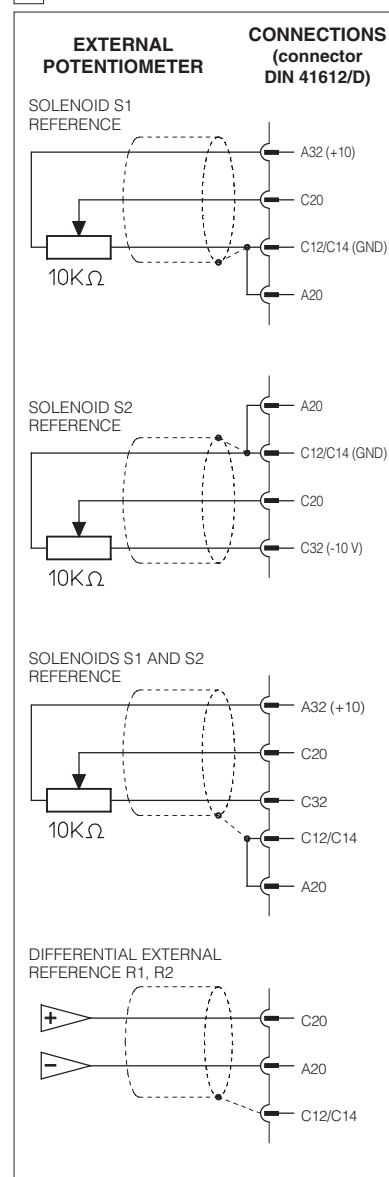 EXTERNAL
POTENTIOMETER
CONNECTIONS
(connector
DIN 41612/D)
SOLENOID S1
REFERENCE
A32 (+10)
C20
C12/C14 (GND)
A20
10KΩ
SOLENOID S2
REFERENCE
A20
C12/C14 (GND)
C20
C32 (-10 V)
10KΩ
SOLENOIDS S1 AND S2
REFERENCE
A32 (+10)
C20
C32
C12/C14
A20
10KΩ
DIFFERENTIAL EXTERNAL
REFERENCE R1, R2
+
C20
−
A20
C12/C14